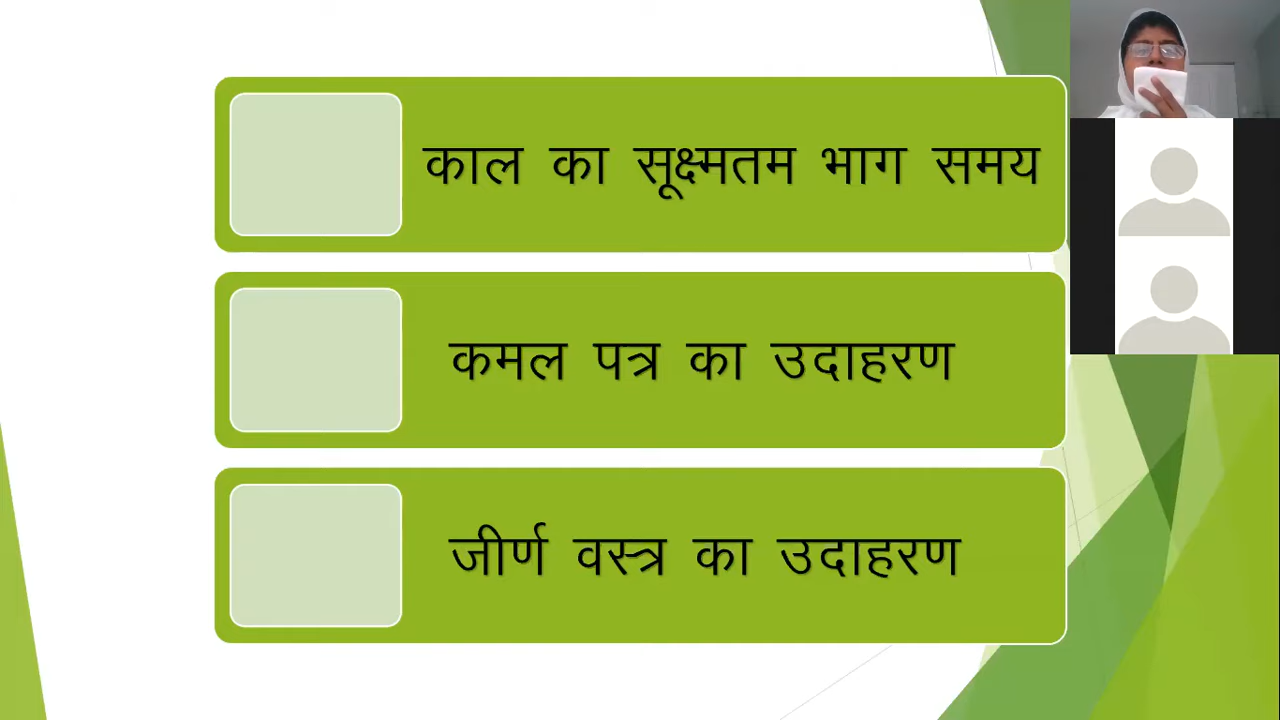 काल का सूक्ष्मतम भाग समय
कमल पत्र का उदाहरण
जीर्ण वस्त्र का उदाहरण